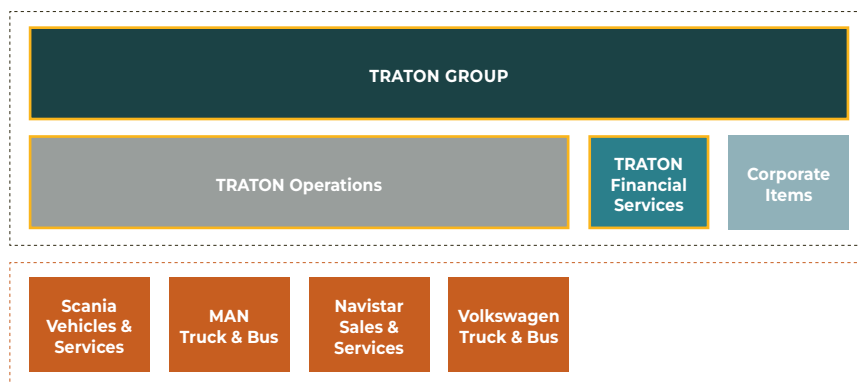 TRATON GROUP
TRATON Operations
TRATON
Financial
Services
Corporate
Items
Scania
Vehicles &
Services
MAN
Truck & Bus
Navistar
Sales &
Services
Volkswagen
Truck & Bus